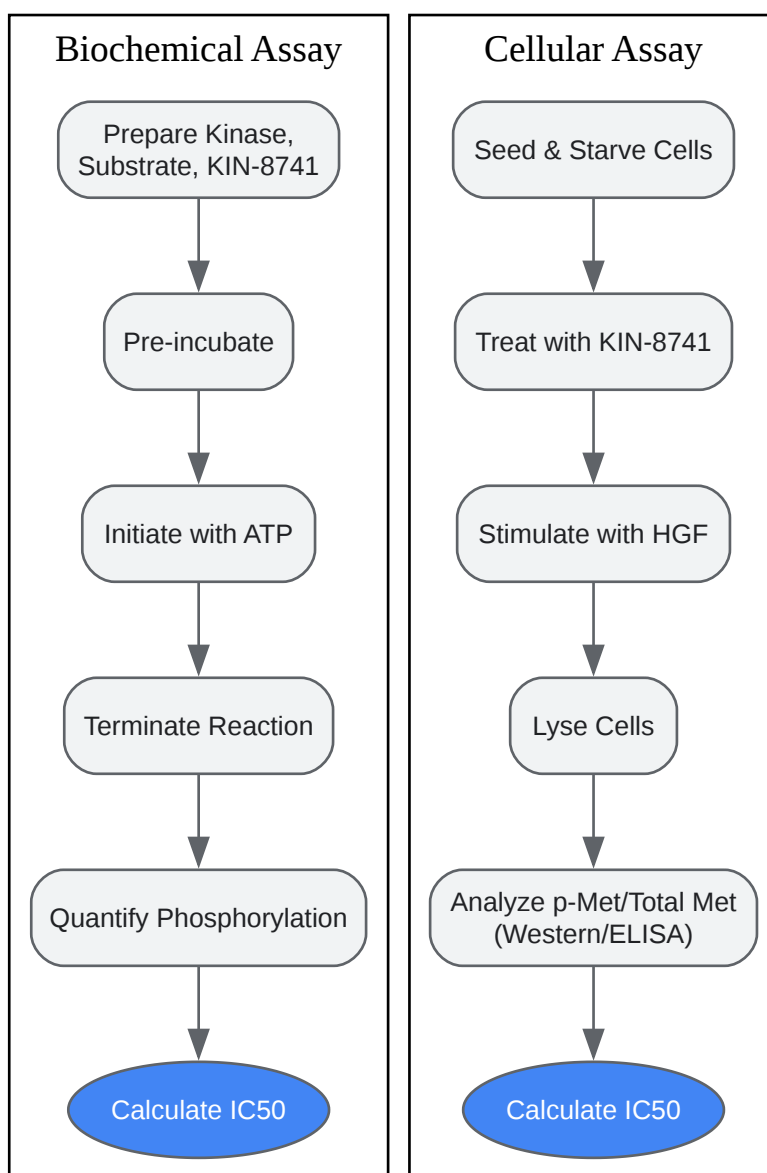 Biochemical Assay
Prepare Kinase,
Substrate, KIN-8741
Pre-incubate
Initiate with ATP
Terminate Reaction
Quantify Phosphorylation
Calculate IC50
Cellular Assay
Seed & Starve Cells
Treat with KIN-8741
Stimulate with HGF
Lyse Cells
Analyze p-Met/Total Met
(Western/ELISA)
Calculate IC50